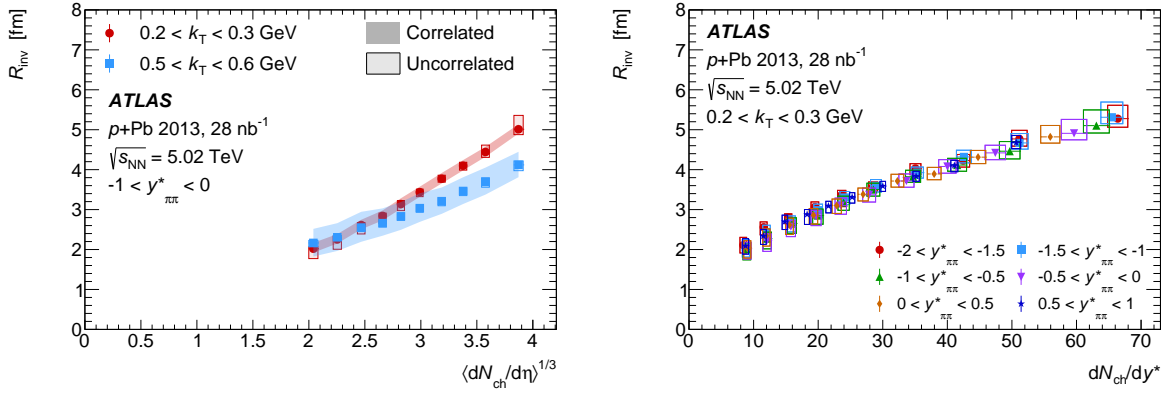 R_inv [fm]
8
7
6
5
4
3
2
1
0
0.2 < k_T < 0.3 GeV
0.5 < k_T < 0.6 GeV
Correlated
Uncorrelated
ATLAS
p+Pb 2013, 28 nb^-1
√s_NN = 5.02 TeV
-1 < y*_ππ < 0
0 0.5 1 1.5 2 2.5 3 3.5 4
⟨dN_ch/dη⟩^1/3
R_inv [fm]
8
7
6
5
4
3
2
1
0
ATLAS
p+Pb 2013, 28 nb^-1
√s_NN = 5.02 TeV
0.2 < k_T < 0.3 GeV
-2 < y*_ππ < -1.5
-1.5 < y*_ππ < -1
-1 < y*_ππ < -0.5
-0.5 < y*_ππ < 0
0 < y*_ππ < 0.5
0.5 < y*_ππ < 1
0 10 20 30 40 50 60 70
dN_ch/dy*